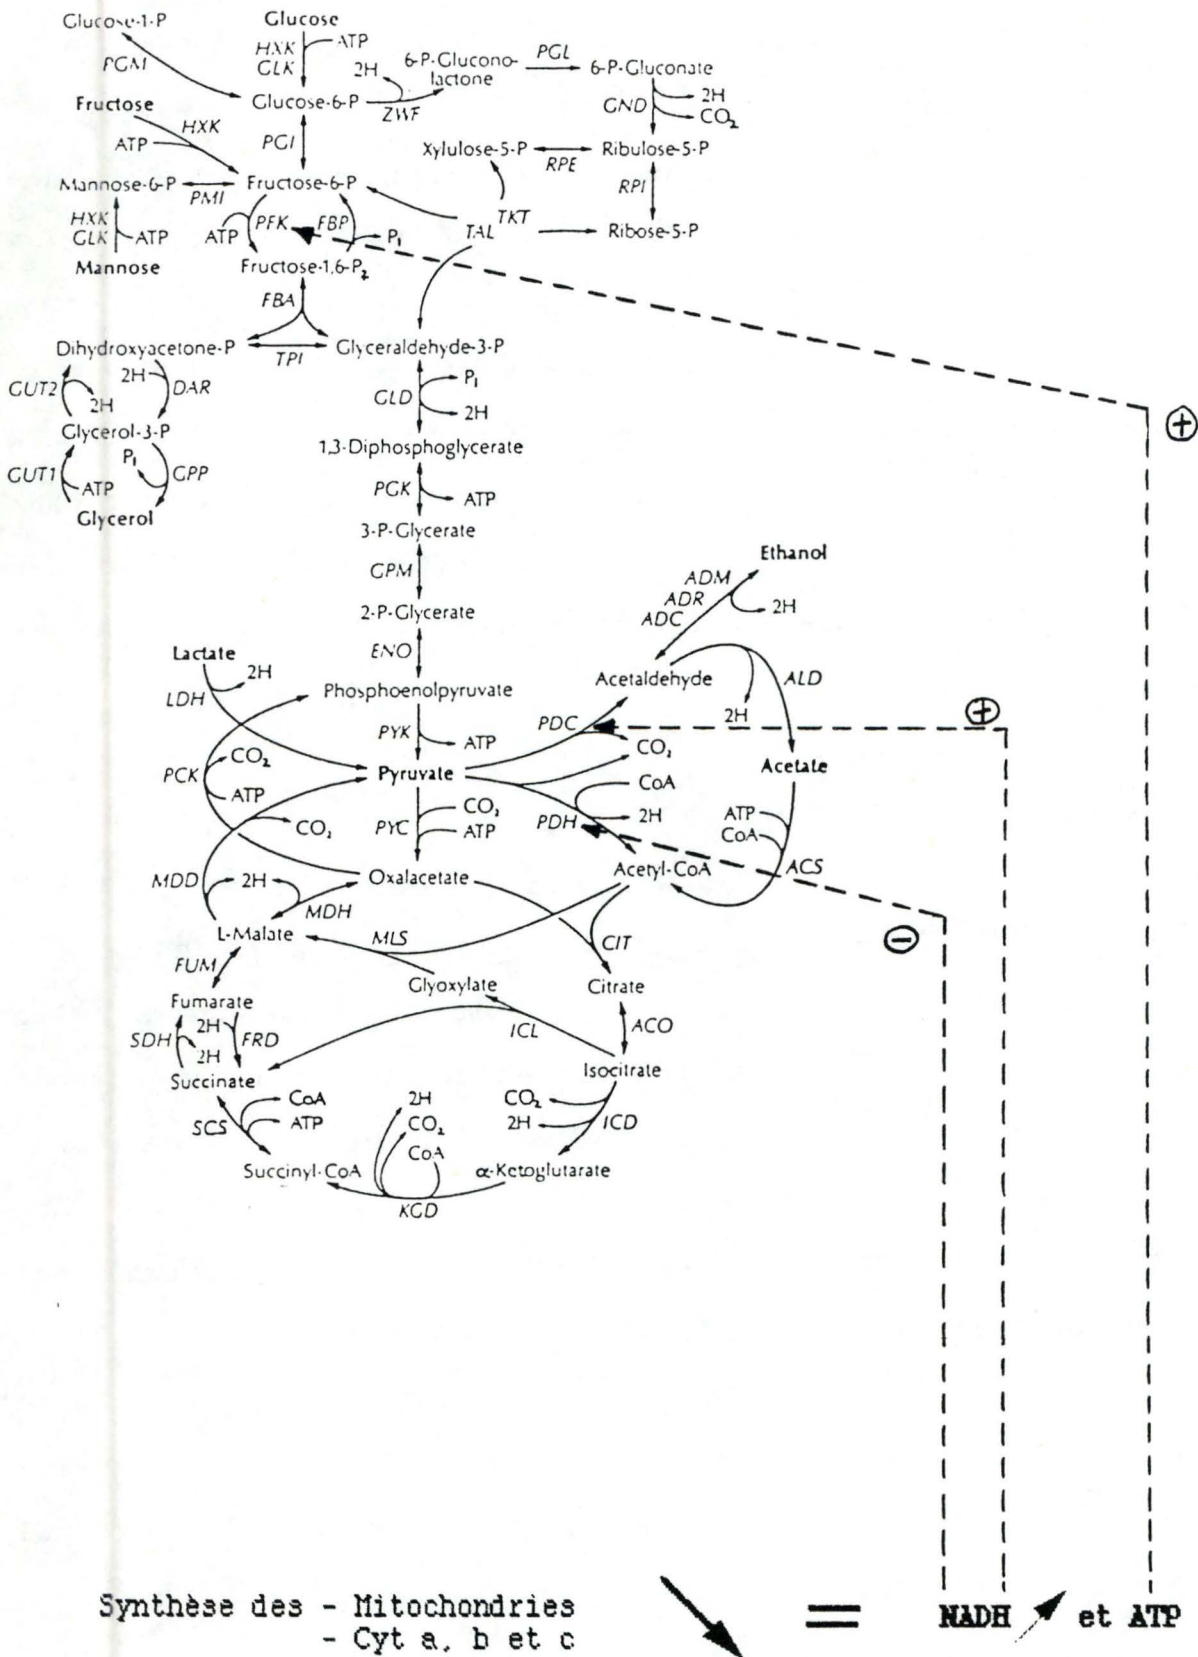 Glucose-1-P
Glucose
HXK
GLK
ATP
PGM
2H
6-P-Glucono-
lactone
PGL
6-P-Gluconate
Fructose
Glucose-6-P
ZWF
GND
2H
CO₂
HXK
ATP
PGI
Xylulose-5-P
RPE
Ribulose-5-P
Mannose-6-P
PMI
Fructose-6-P
RPI
HXK
GLK
ATP
ATP
PFK
FBP
P₁
TKT
TAL
Ribose-5-P
Mannose
Fructose-1,6-P₂
FBA
Dihydroxyacetone-P
TPI
Glyceraldehyde-3-P
GUT2
2H
2H
DAR
GLD
P₁
2H
+
Glycerol-3-P
1,3-Diphosphoglycerate
GUT1
P₁
ATP
GPP
PGK
ATP
Glycerol
3-P-Glycerate
GPM
Ethanol
ADM
ADR
ADC
2H
2-P-Glycerate
Lactate
2H
LDH
ENO
Phosphoenolpyruvate
Acetaldehyde
ALD
2H
+
PYK
ATP
PDC
CO₂
PCK
CO₂
ATP
Pyruvate
CoA
Acetate
CO₂
PYC
CO₂
ATP
PDH
2H
ATP
CoA
ACS
MDD
2H
MDH
Oxalacetate
Acetyl-CoA
L-Malate
MLS
CIT
−
FUM
Glyoxylate
Citrate
Fumarate
SDH
2H
2H
FRD
ICL
ACO
Succinate
Isocitrate
SCS
CoA
ATP
2H
CO₂
CoA
CO₂
2H
ICD
Succinyl-CoA
α-Ketoglutarate
KGD
Synthèse des - Mitochondries
- Cyt a, b et c
= NADH et ATP